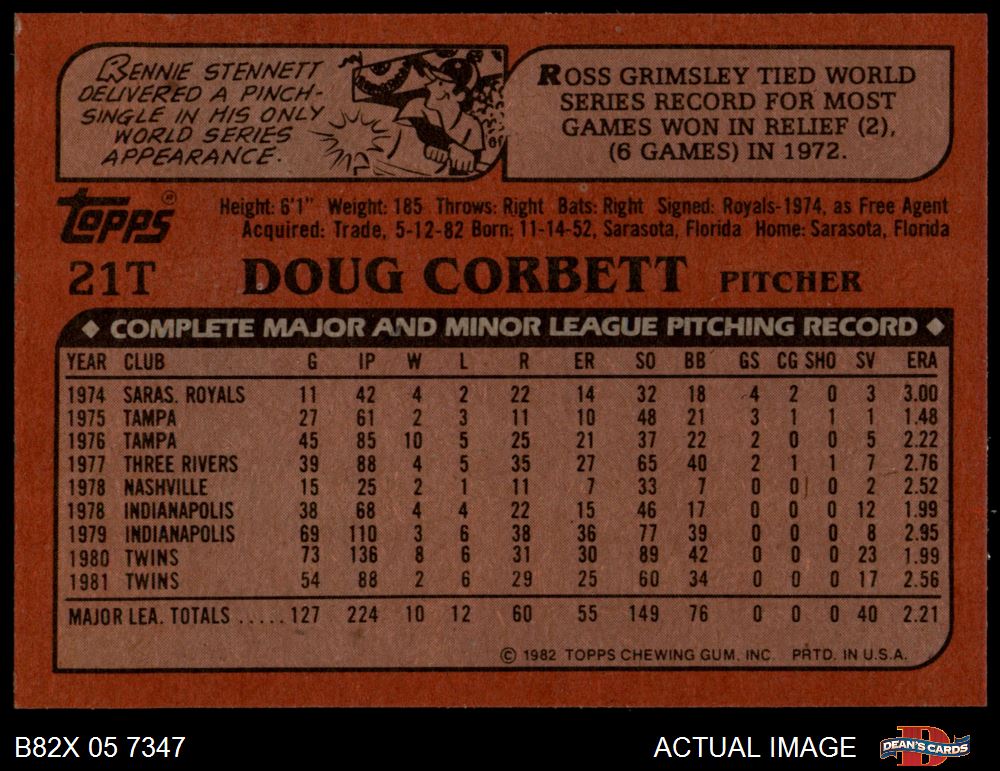 RENNIE STENNETT
DELIVERED A PINCH-
SINGLE IN HIS ONLY
WORLD SERIES
APPEARANCE.
ROSS GRIMSLEY TIED WORLD
SERIES RECORD FOR MOST
GAMES WON IN RELIEF (2),
(6 GAMES) IN 1972.
TOPPS®
Height: 6'1" Weight: 185 Throws: Right Bats: Right Signed: Royals-1974, as Free Agent
Acquired: Trade, 5-12-82 Born: 11-14-52, Sarasota, Florida Home: Sarasota, Florida
21T DOUG CORBETT PITCHER
◆ COMPLETE MAJOR AND MINOR LEAGUE PITCHING RECORD ◆
YEAR CLUB G IP W L R ER SO BB GS CG SHO SV ERA
1974 SARAS. ROYALS 11 42 4 2 22 14 32 18 4 2 0 3 3.00
1975 TAMPA 27 61 2 3 11 10 48 21 3 1 1 1 1.48
1976 TAMPA 45 85 10 5 25 21 37 22 2 0 0 5 2.22
1977 THREE RIVERS 39 88 4 5 35 27 65 40 2 1 1 7 2.76
1978 NASHVILLE 15 25 2 1 11 7 33 7 0 0 0 2 2.52
1978 INDIANAPOLIS 38 68 4 4 22 15 46 17 0 0 0 12 1.99
1979 INDIANAPOLIS 69 110 3 6 38 36 77 39 0 0 0 8 2.95
1980 TWINS 73 136 8 6 31 30 89 42 0 0 0 23 1.99
1981 TWINS 54 88 2 6 29 25 60 34 0 0 0 17 2.56
MAJOR LEA. TOTALS ..... 127 224 10 12 60 55 149 76 0 0 0 40 2.21
© 1982 TOPPS CHEWING GUM, INC. PRTD. IN U.S.A.
B82X 05 7347
ACTUAL IMAGE
DEAN'S CARDS